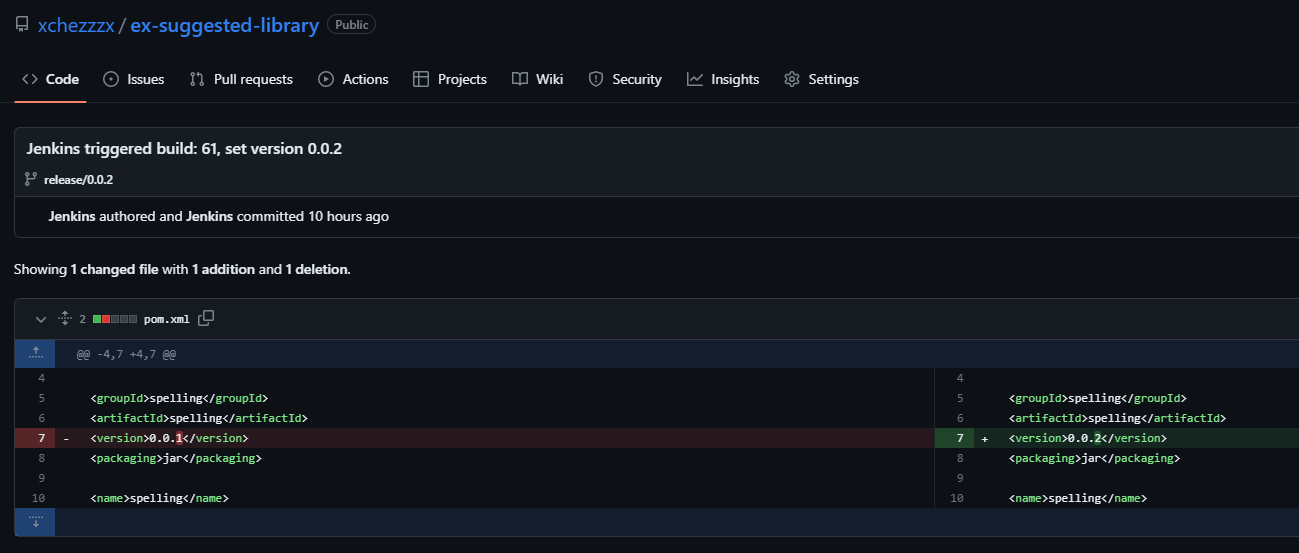 xchezzzx / ex-suggested-library Public
Code Issues Pull requests Actions Projects Wiki Security Insights Settings
Jenkins triggered build: 61, set version 0.0.2
release/0.0.2
Jenkins authored and Jenkins committed 10 hours ago
Showing 1 changed file with 1 addition and 1 deletion.
2 pom.xml
@@ -4,7 +4,7 @@
4 4
5 <groupId>spelling</groupId> 5 <groupId>spelling</groupId>
6 <artifactId>spelling</artifactId> 6 <artifactId>spelling</artifactId>
7 - <version>0.0.1</version> 7 + <version>0.0.2</version>
8 <packaging>jar</packaging> 8 <packaging>jar</packaging>
9 9
10 <name>spelling</name> 10 <name>spelling</name>